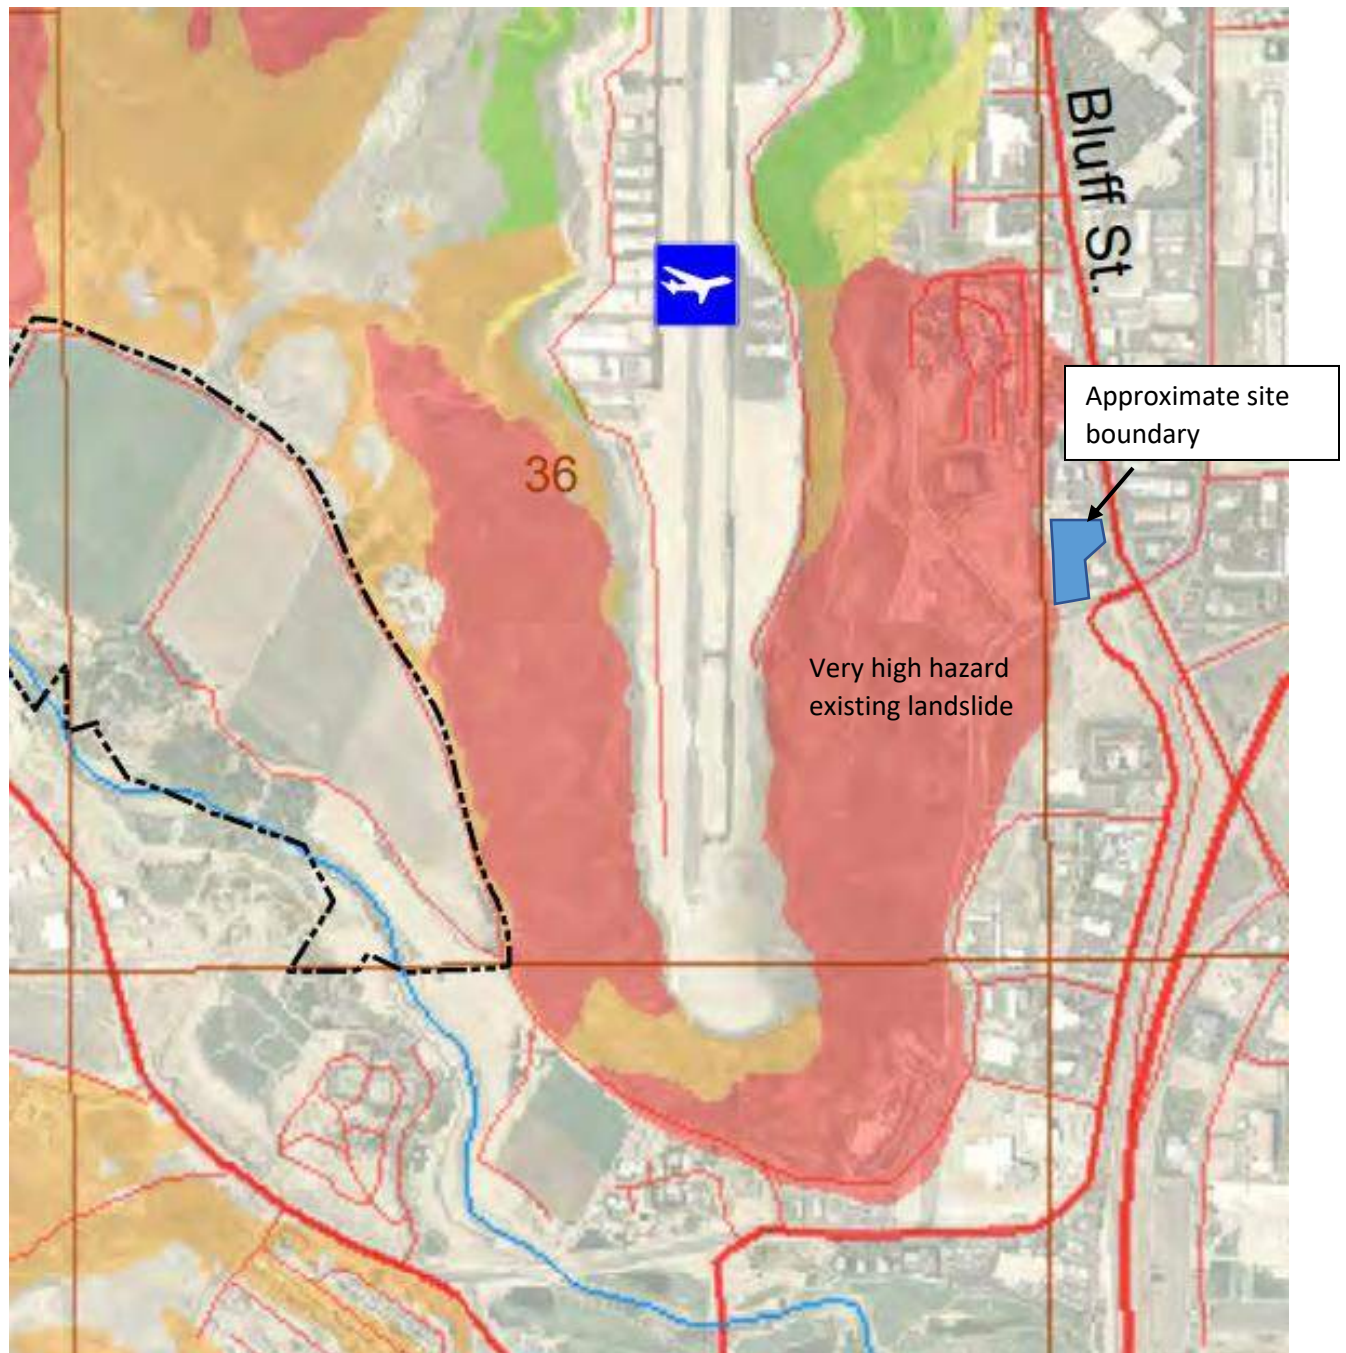 Bluff St.
Approximate site
boundary
36
Very high hazard
existing landslide